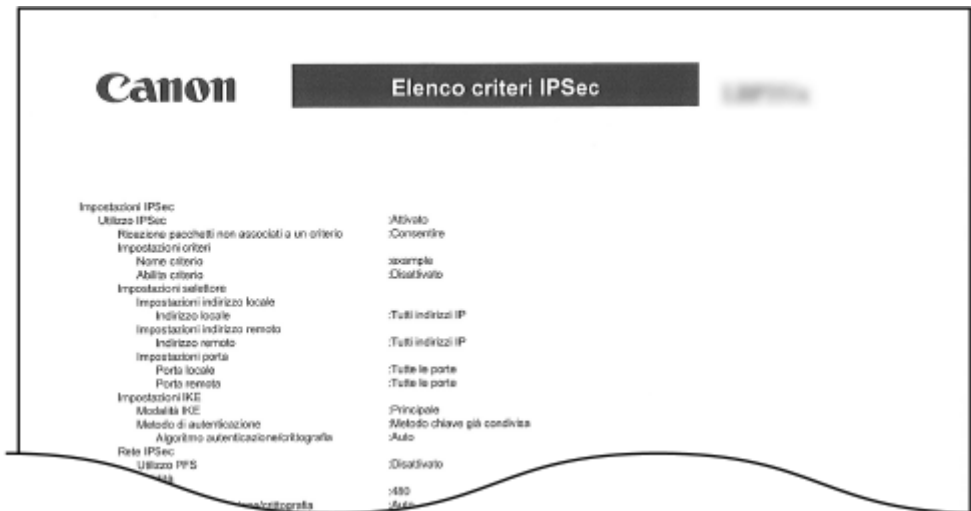 Canon
Elenco criteri IPSec
Impostazioni IPSec
Utilizzo IPSec :Attivato
Ricezione pacchetti non associati a un criterio :Consentire
Impostazioni criteri
Nome criterio :example
Abilita criterio :Disattivato
Impostazioni selettore
Impostazioni indirizzo locale
Indirizzo locale :Tutti indirizzi IP
Impostazioni indirizzo remoto
Indirizzo remoto :Tutti indirizzi IP
Impostazioni porta
Porta locale :Tutte le porte
Porta remota :Tutte le porte
Impostazioni IKE
Modalità IKE :Principale
Metodo di autenticazione :Metodo chiave già condivisa
Algoritmo autenticazione/crittografia :Auto
Rete IPSec
Utilizzo PFS :Disattivato
:480
/crittografia :Auto